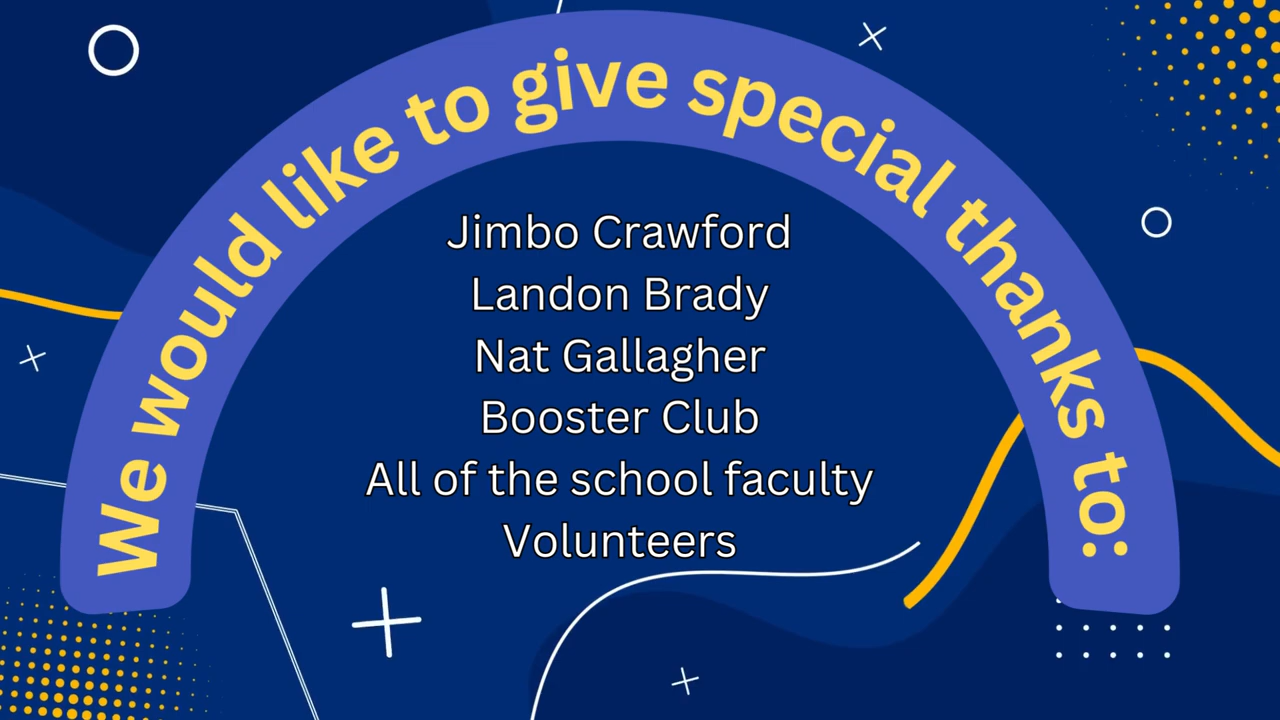 We would like to give special thanks to:
Jimbo Crawford
Landon Brady
Nat Gallagher
Booster Club
All of the school faculty
Volunteers